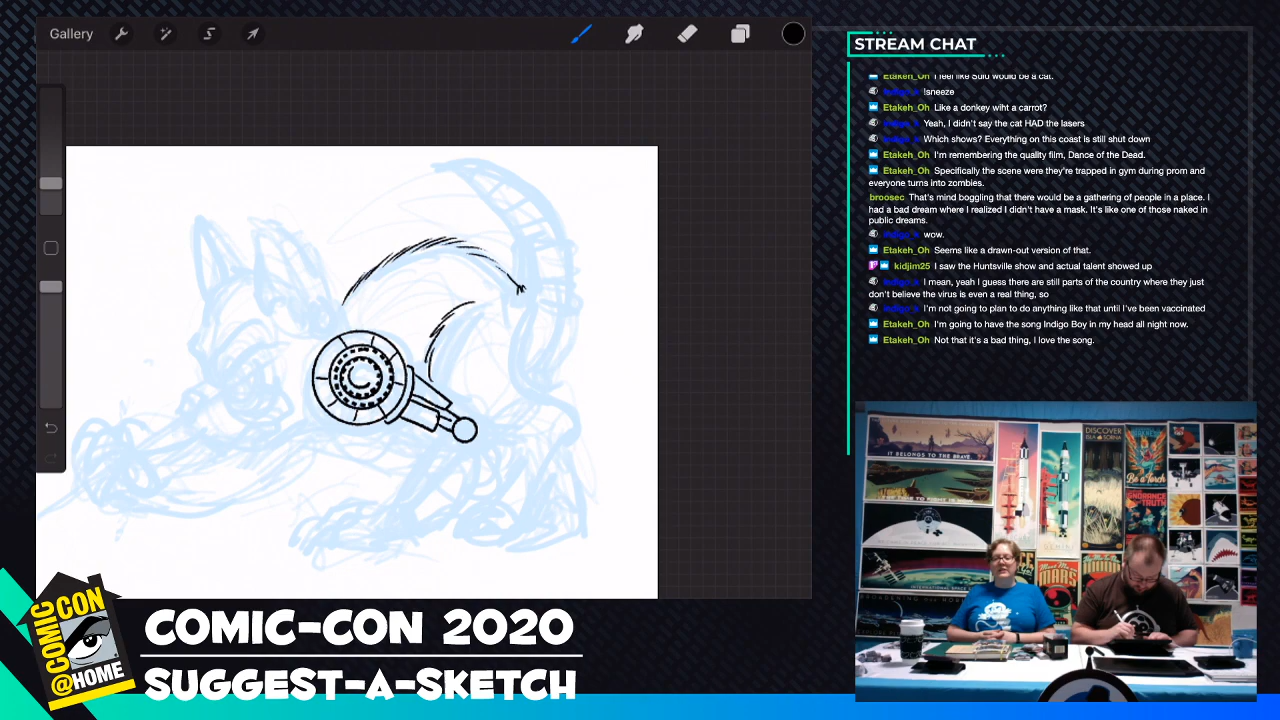 Gallery
STREAM CHAT
Etakeh_Oh I feel like Sulu would be a cat.
!sneeze
Etakeh_Oh Like a donkey wiht a carrot?
Yeah, I didn't say the cat HAD the lasers
Which shows? Everything on this coast is still shut down
Etakeh_Oh I'm remembering the quality film, Dance of the Dead.
Etakeh_Oh Specifically the scene were they're trapped in gym during prom and
everyone turns into zombies.
broosec That's mind boggling that there would be a gathering of people in a place. I
had a bad dream where I realized I didn't have a mask. It's like one of those naked in
public dreams.
wow.
Etakeh_Oh Seems like a drawn-out version of that.
kidjim25 I saw the Huntsville show and actual talent showed up
I mean, yeah I guess there are still parts of the country where they just
don't believe the virus is even a real thing, so
I'm not going to plan to do anything like that until I've been vaccinated
Etakeh_Oh I'm going to have the song Indigo Boy in my head all night now.
Etakeh_Oh Not that it's a bad thing, I love the song.
IT BELONGS TO THE BRAVE
DISCOVER
ISLA SORNA
Be a Torch
IGNORANCE
TRUTH
GEMINI
MARS
COMIC CON
COMIC
@HOME
COMIC-CON 2020
SUGGEST-A-SKETCH